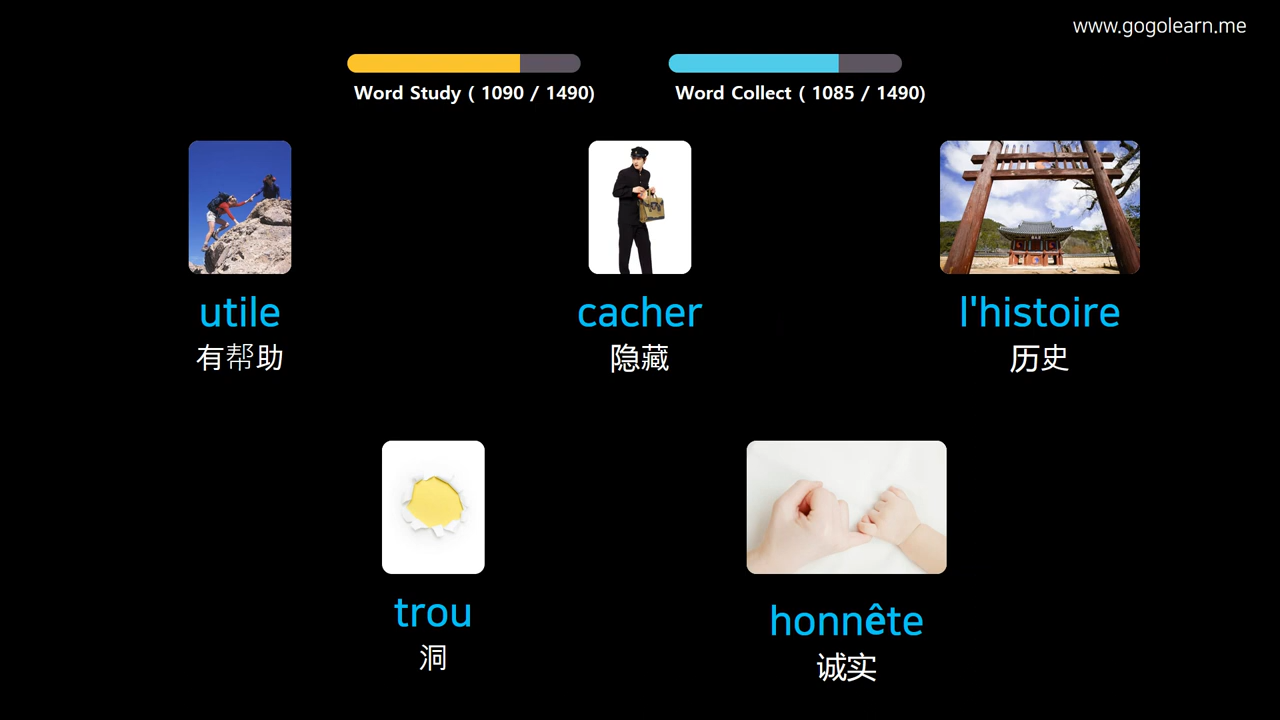 www.gogolearn.me
Word Study ( 1090 / 1490)
Word Collect ( 1085 / 1490)
utile
有帮助
cacher
隐藏
l'histoire
历史
trou
洞
honnête
诚实